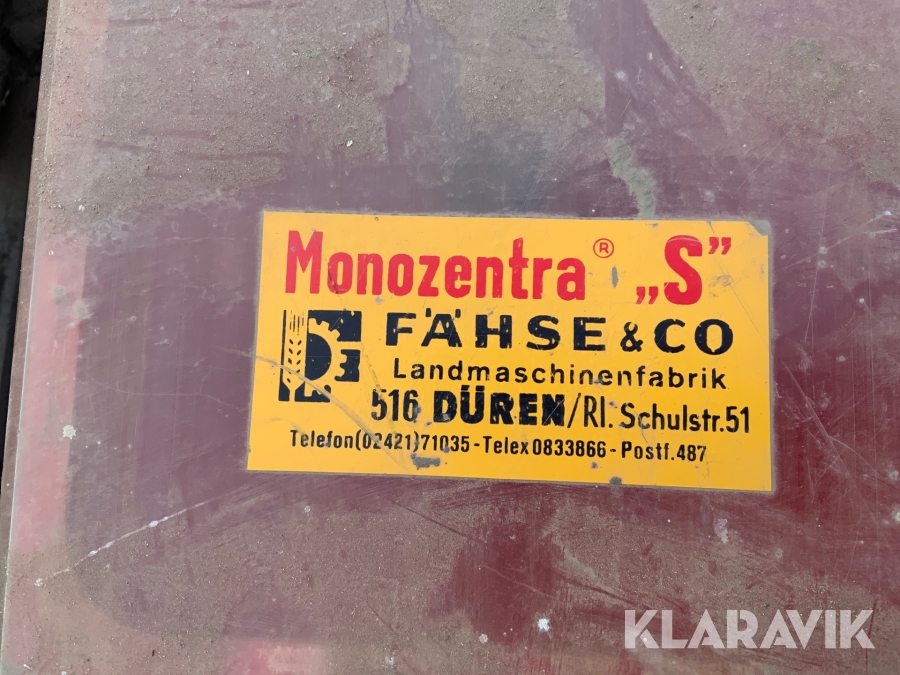 Monozentra® „S”
FÄHSE & CO
Landmaschinenfabrik
516 DÜREN/Rl. Schulstr. 51
Telefon (02421) 71035 - Telex 0833866 - Postf. 487
KLARAVIK